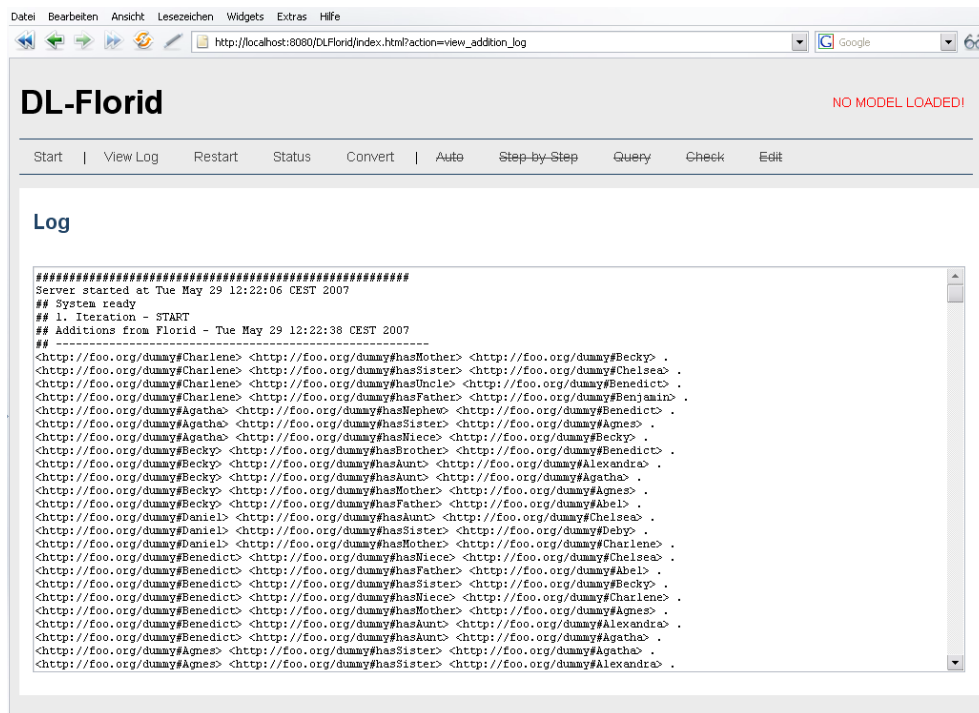 Datei Bearbeiten Ansicht Lesezeichen Widgets Extras Hilfe
http://localhost:8080/DLFlorid/index.html?action=view_addition_log
G Google
DL-Florid
NO MODEL LOADED!
Start | View Log Restart Status Convert | Auto Step-by-Step Query Check Edit
Log
########################################################
Server started at Tue May 29 12:22:06 CEST 2007
## System ready
## 1. Iteration - START
## Additions from Florid - Tue May 29 12:22:38 CEST 2007
## --------------------------------------------------------
<http://foo.org/dummy#Charlene> <http://foo.org/dummy#hasMother> <http://foo.org/dummy#Becky> .
<http://foo.org/dummy#Charlene> <http://foo.org/dummy#hasSister> <http://foo.org/dummy#Chelsea> .
<http://foo.org/dummy#Charlene> <http://foo.org/dummy#hasUncle> <http://foo.org/dummy#Benedict> .
<http://foo.org/dummy#Charlene> <http://foo.org/dummy#hasFather> <http://foo.org/dummy#Benjamin> .
<http://foo.org/dummy#Agatha> <http://foo.org/dummy#hasNephew> <http://foo.org/dummy#Benedict> .
<http://foo.org/dummy#Agatha> <http://foo.org/dummy#hasSister> <http://foo.org/dummy#Agnes> .
<http://foo.org/dummy#Agatha> <http://foo.org/dummy#hasNiece> <http://foo.org/dummy#Becky> .
<http://foo.org/dummy#Becky> <http://foo.org/dummy#hasBrother> <http://foo.org/dummy#Benedict> .
<http://foo.org/dummy#Becky> <http://foo.org/dummy#hasAunt> <http://foo.org/dummy#Alexandra> .
<http://foo.org/dummy#Becky> <http://foo.org/dummy#hasAunt> <http://foo.org/dummy#Agatha> .
<http://foo.org/dummy#Becky> <http://foo.org/dummy#hasMother> <http://foo.org/dummy#Agnes> .
<http://foo.org/dummy#Becky> <http://foo.org/dummy#hasFather> <http://foo.org/dummy#Abel> .
<http://foo.org/dummy#Daniel> <http://foo.org/dummy#hasAunt> <http://foo.org/dummy#Chelsea> .
<http://foo.org/dummy#Daniel> <http://foo.org/dummy#hasSister> <http://foo.org/dummy#Deby> .
<http://foo.org/dummy#Daniel> <http://foo.org/dummy#hasMother> <http://foo.org/dummy#Charlene> .
<http://foo.org/dummy#Benedict> <http://foo.org/dummy#hasNiece> <http://foo.org/dummy#Chelsea> .
<http://foo.org/dummy#Benedict> <http://foo.org/dummy#hasFather> <http://foo.org/dummy#Abel> .
<http://foo.org/dummy#Benedict> <http://foo.org/dummy#hasSister> <http://foo.org/dummy#Becky> .
<http://foo.org/dummy#Benedict> <http://foo.org/dummy#hasNiece> <http://foo.org/dummy#Charlene> .
<http://foo.org/dummy#Benedict> <http://foo.org/dummy#hasMother> <http://foo.org/dummy#Agnes> .
<http://foo.org/dummy#Benedict> <http://foo.org/dummy#hasAunt> <http://foo.org/dummy#Alexandra> .
<http://foo.org/dummy#Benedict> <http://foo.org/dummy#hasAunt> <http://foo.org/dummy#Agatha> .
<http://foo.org/dummy#Agnes> <http://foo.org/dummy#hasSister> <http://foo.org/dummy#Agatha> .
<http://foo.org/dummy#Agnes> <http://foo.org/dummy#hasSister> <http://foo.org/dummy#Alexandra> .